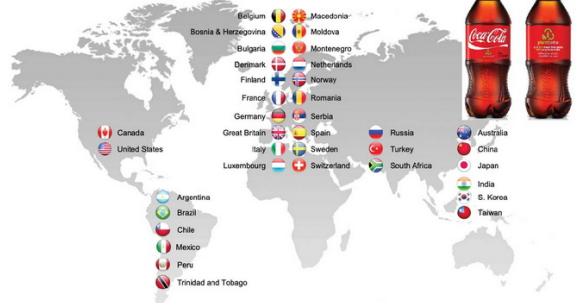 Belgium Macedonia
Bosnia & Herzegovina Moldova
Bulgaria Montenegro
Denmark Netherlands
Finland Norway
France Romania
Germany Serbia
Great Britain Spain
Italy Sweden
Luxembourg Switzerland
Canada
United States
Russia
Turkey
South Africa
Australia
China
Japan
India
S. Korea
Taiwan
Argentina
Brazil
Chile
Mexico
Peru
Trinidad and Tobago
Coca-Cola